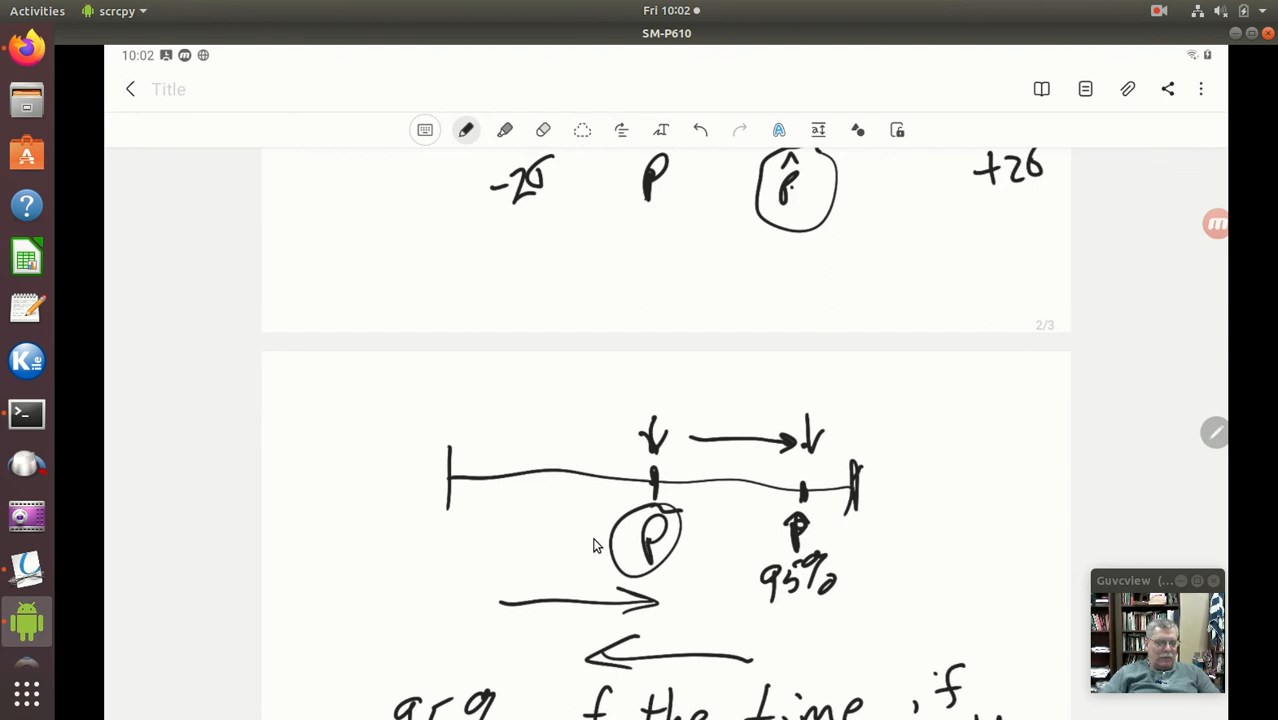 Activities scrcpy Fri 10:02
SM-P610
10:02
Title
-2σ p p̂ +2σ
2/3
p p̂
95%
95% of the time, if
Guvcview (...